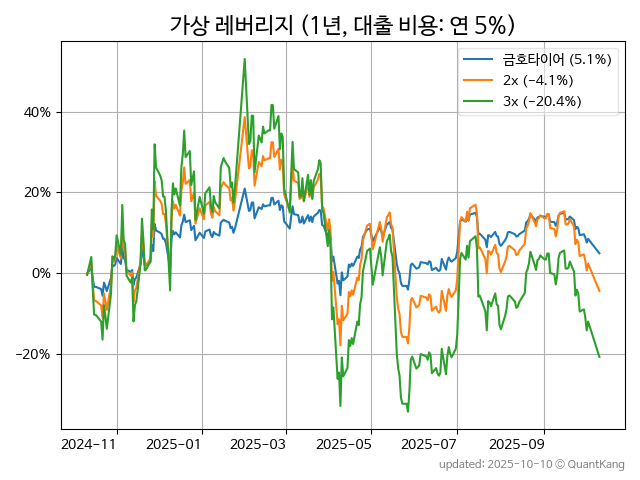 가상 레버리지 (1년, 대출 비용: 연 5%)
금호타이어 (5.1%)
2x (−4.1%)
3x (−20.4%)
40%
20%
0%
−20%
2024−11 2025−01 2025−03 2025−05 2025−07 2025−09
updated: 2025-10-10 © QuantKang